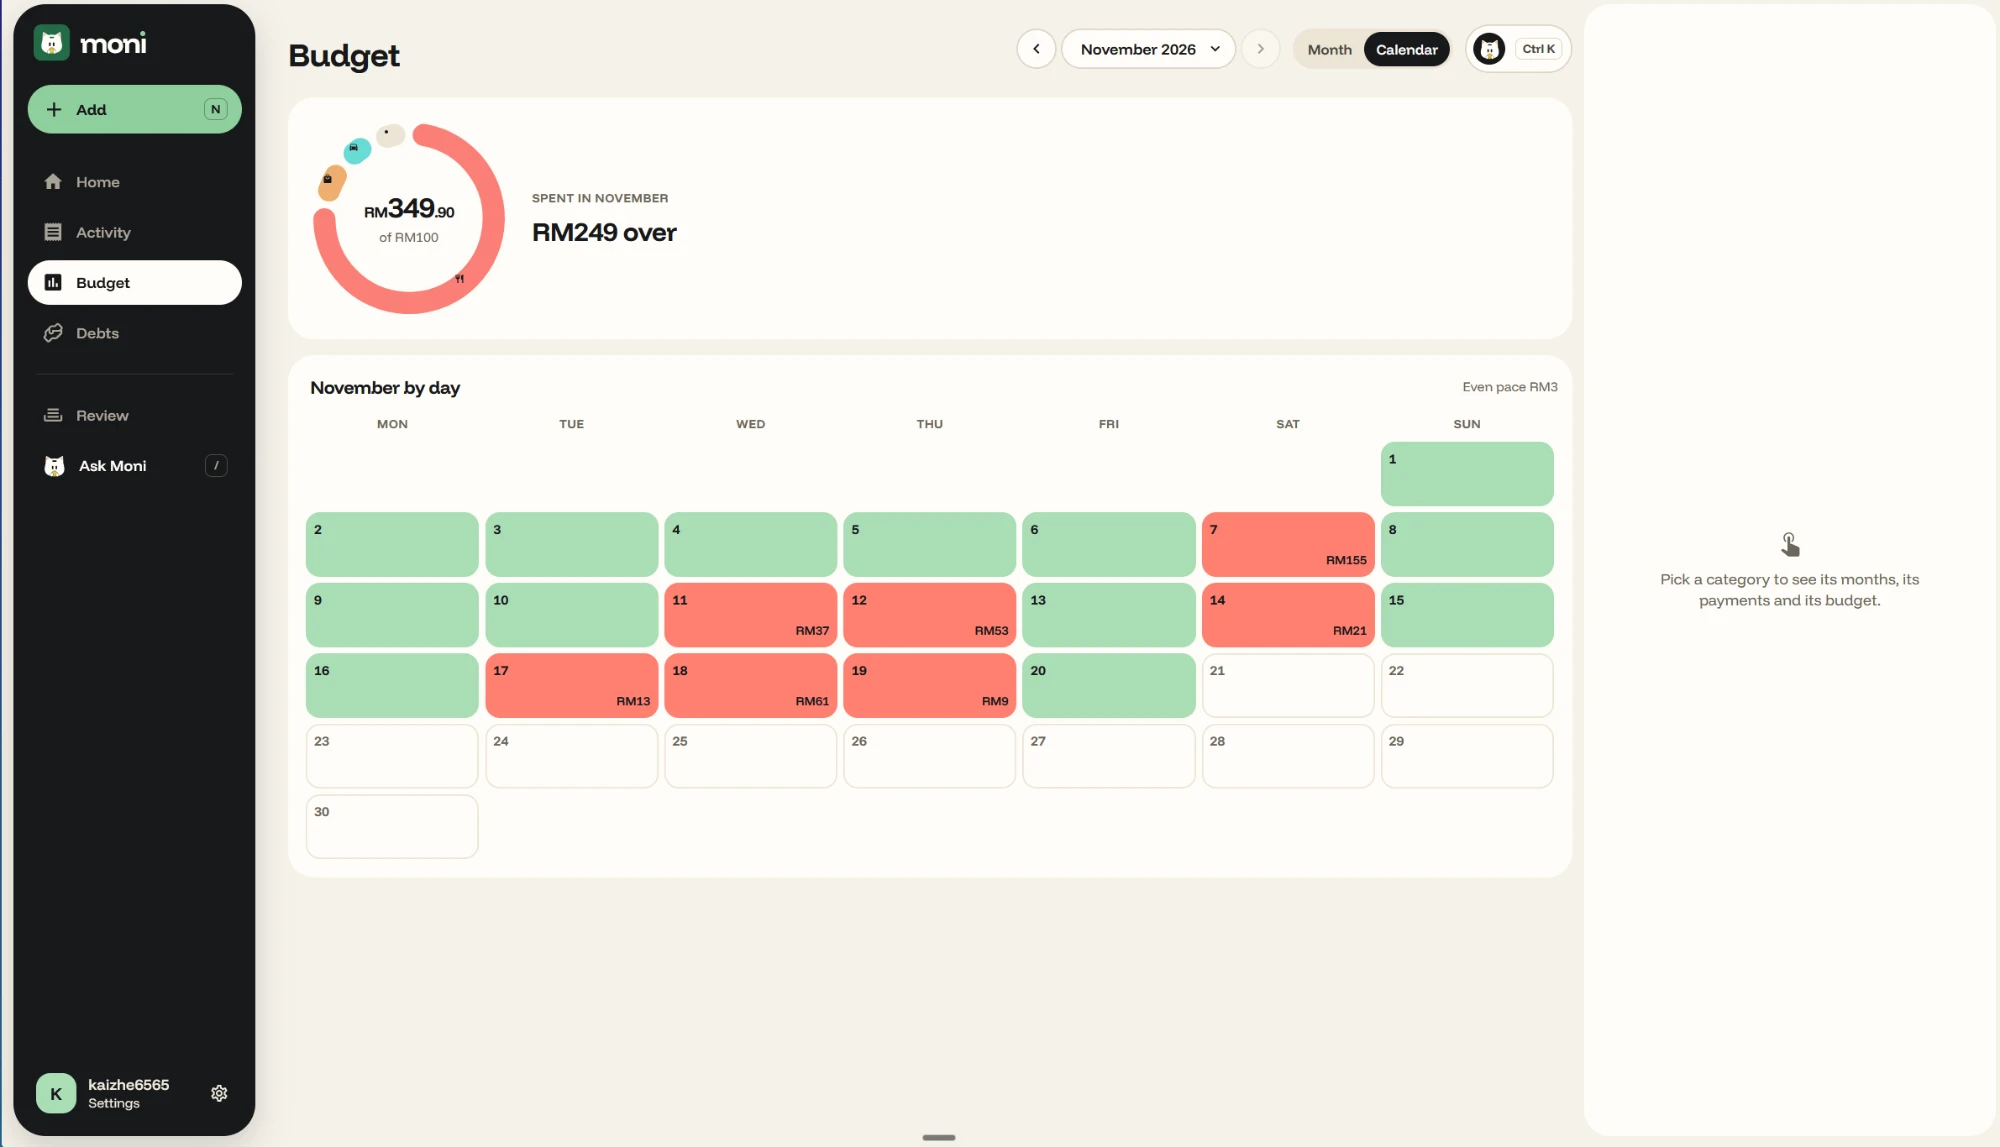 moni
Add
N
Home
Activity
Budget
Debts
Review
Ask Moni
/
K
kaizhe6565
Settings
Budget
November 2026
Month
Calendar
Ctrl K
RM349.90
of RM100
SPENT IN NOVEMBER
RM249 over
November by day
Even pace RM3
MON TUE WED THU FRI SAT SUN
1
2 3 4 5 6 7 8
RM155
9 10 11 12 13 14 15
RM37 RM53 RM21
16 17 18 19 20 21 22
RM13 RM61 RM9
23 24 25 26 27 28 29
30
Pick a category to see its months, its
payments and its budget.